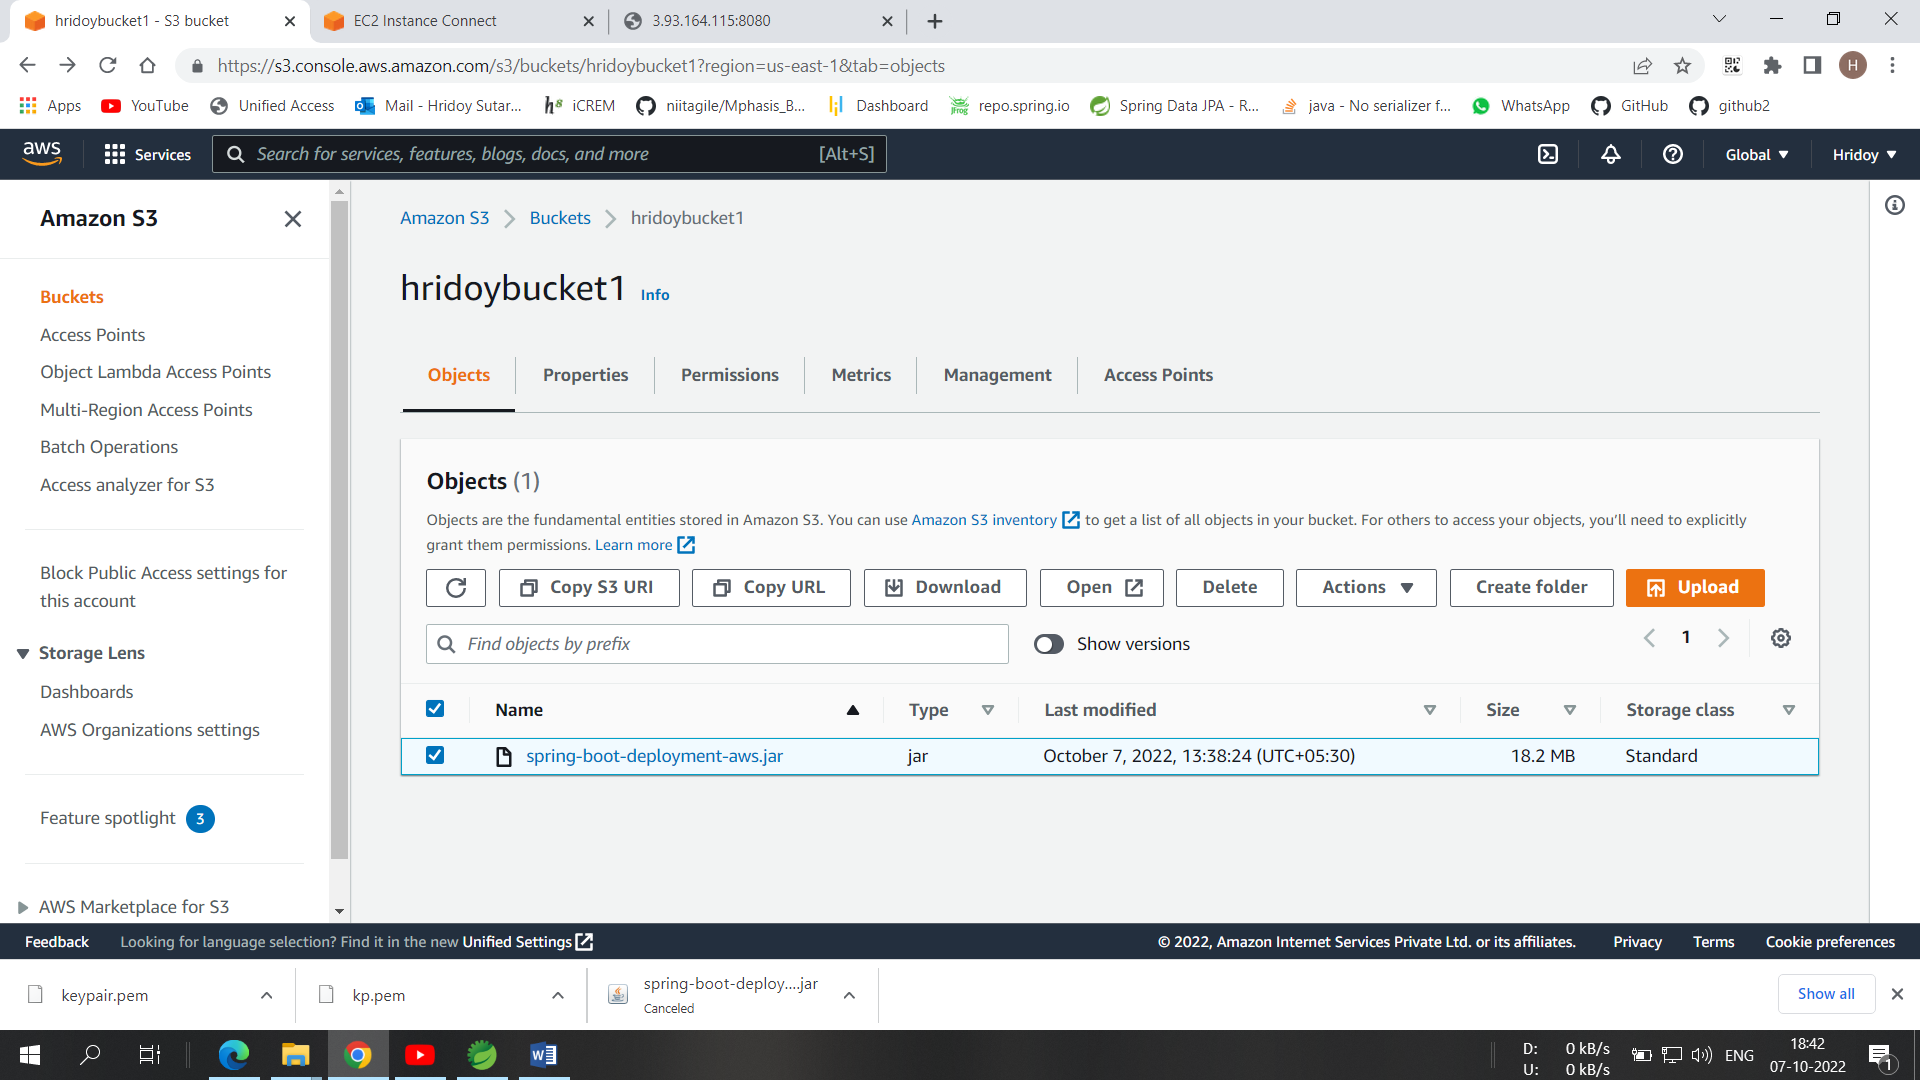 hridoybucket1 - S3 bucket
EC2 Instance Connect
3.93.164.115:8080
https://s3.console.aws.amazon.com/s3/buckets/hridoybucket1?region=us-east-1&tab=objects
H
Apps
YouTube
Unified Access
Mail - Hridoy Sutar...
iCREM
niitagile/Mphasis_B...
Dashboard
repo.spring.io
Spring Data JPA - R...
java - No serializer f...
WhatsApp
GitHub
github2
aws
Services
Search for services, features, blogs, docs, and more
[Alt+S]
Global
Hridoy
Amazon S3
Buckets
Access Points
Object Lambda Access Points
Multi-Region Access Points
Batch Operations
Access analyzer for S3
Block Public Access settings for
this account
Storage Lens
Dashboards
AWS Organizations settings
Feature spotlight 3
AWS Marketplace for S3
Amazon S3 > Buckets > hridoybucket1
hridoybucket1 Info
Objects
Properties
Permissions
Metrics
Management
Access Points
Objects (1)
Objects are the fundamental entities stored in Amazon S3. You can use Amazon S3 inventory to get a list of all objects in your bucket. For others to access your objects, you’ll need to explicitly
grant them permissions. Learn more
Copy S3 URI
Copy URL
Download
Open
Delete
Actions
Create folder
Upload
Find objects by prefix
Show versions
1
Name
Type
Last modified
Size
Storage class
spring-boot-deployment-aws.jar
jar
October 7, 2022, 13:38:24 (UTC+05:30)
18.2 MB
Standard
Feedback
Looking for language selection? Find it in the new Unified Settings
© 2022, Amazon Internet Services Private Ltd. or its affiliates.
Privacy
Terms
Cookie preferences
keypair.pem
kp.pem
spring-boot-deploy....jar
Canceled
Show all
D: 0 kB/s
U: 0 kB/s
ENG
18:42
07-10-2022
1